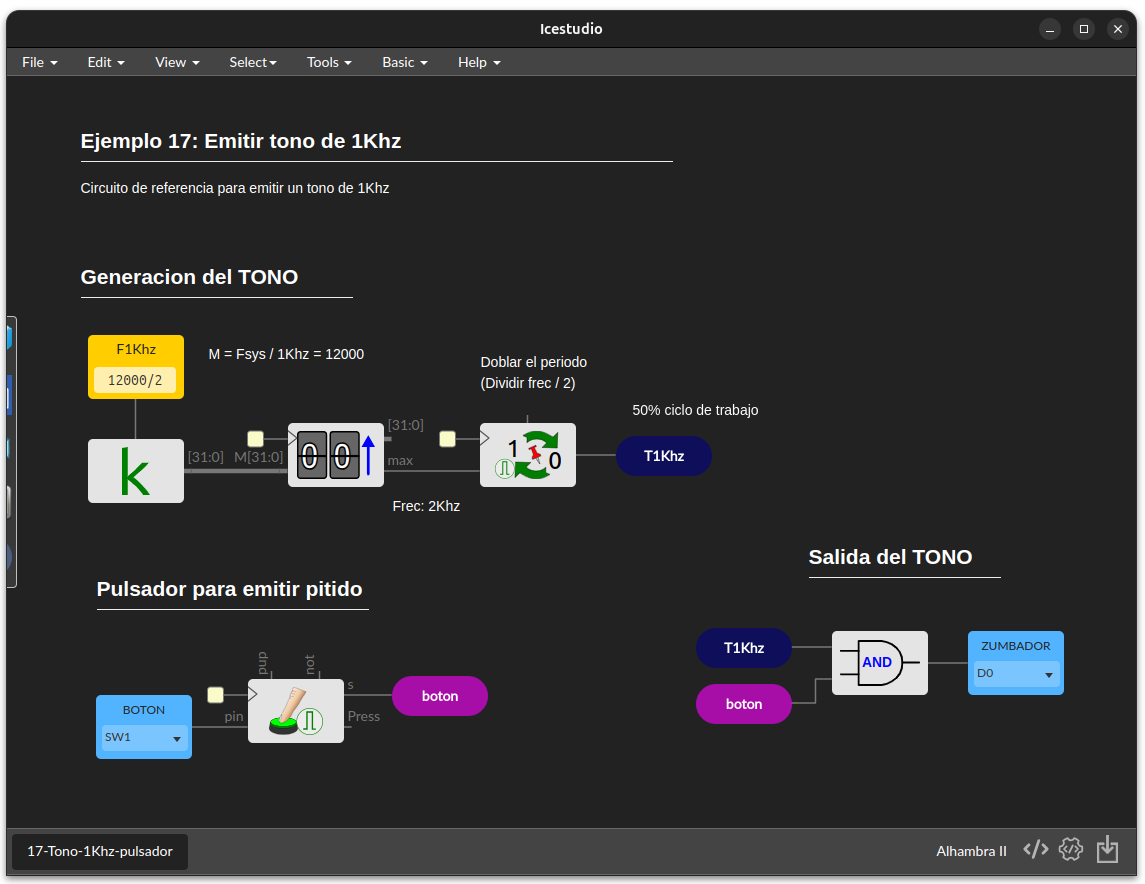 Icestudio
File Edit View Select Tools Basic Help
Ejemplo 17: Emitir tono de 1Khz
Circuito de referencia para emitir un tono de 1Khz
Generacion del TONO
F1Khz
12000/2
M = Fsys / 1Khz = 12000
Doblar el periodo
(Dividir frec / 2)
50% ciclo de trabajo
k
[31:0]
M[31:0]
00
[31:0]
max
1
0
T1Khz
Frec: 2Khz
Salida del TONO
Pulsador para emitir pitido
BOTON
SW1
pup
not
pin
s
Press
boton
T1Khz
boton
AND
ZUMBADOR
D0
17-Tono-1Khz-pulsador
Alhambra II